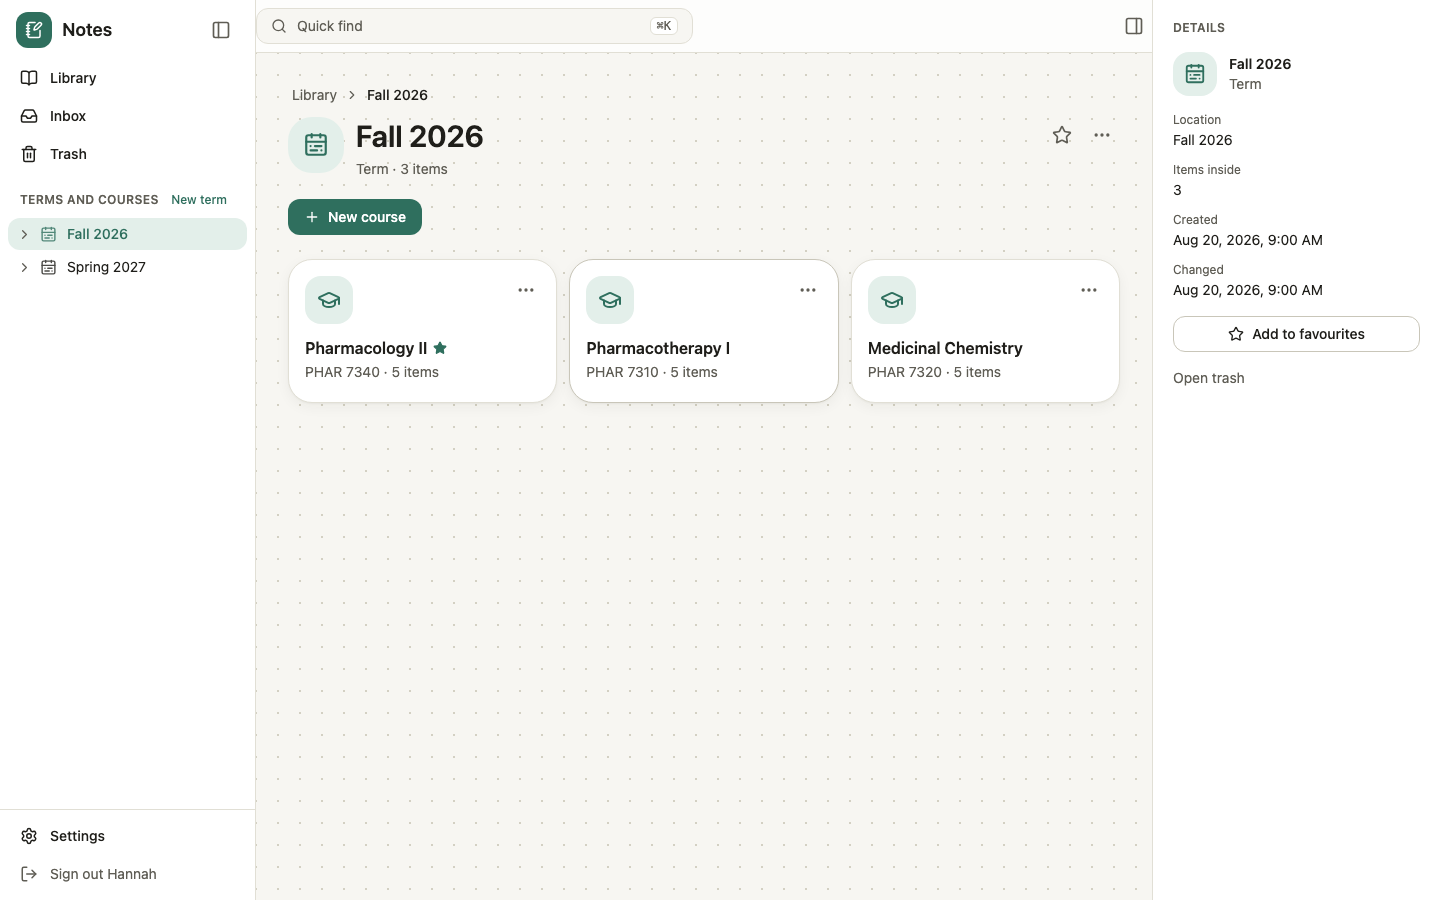 Notes
Library
Inbox
Trash
TERMS AND COURSES New term
Fall 2026
Spring 2027
Settings
Sign out Hannah
Quick find ⌘K
Library > Fall 2026
Fall 2026
Term · 3 items
+ New course
Pharmacology II
PHAR 7340 · 5 items
Pharmacotherapy I
PHAR 7310 · 5 items
Medicinal Chemistry
PHAR 7320 · 5 items
DETAILS
Fall 2026
Term
Location
Fall 2026
Items inside
3
Created
Aug 20, 2026, 9:00 AM
Changed
Aug 20, 2026, 9:00 AM
Add to favourites
Open trash